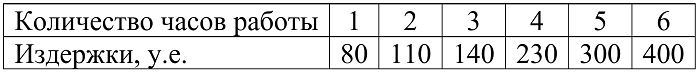 Количество часов работы 1 2 3 4 5 6
Издержки, у.е. 80 110 140 230 300 400